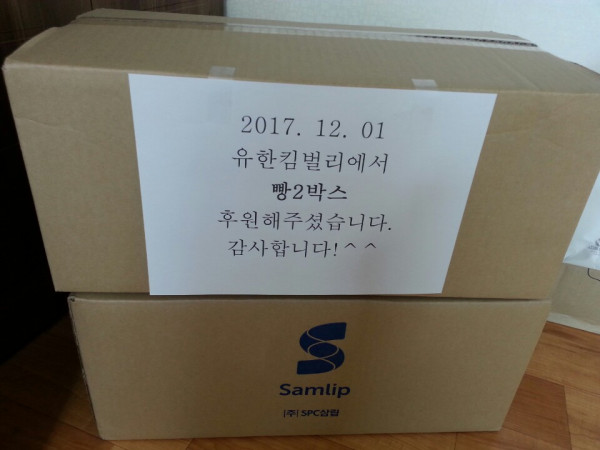 2017. 12. 01
유한킴벌리에서
빵2박스
후원해주셨습니다.
감사합니다!^^
Samlip
(주) SPC삼립